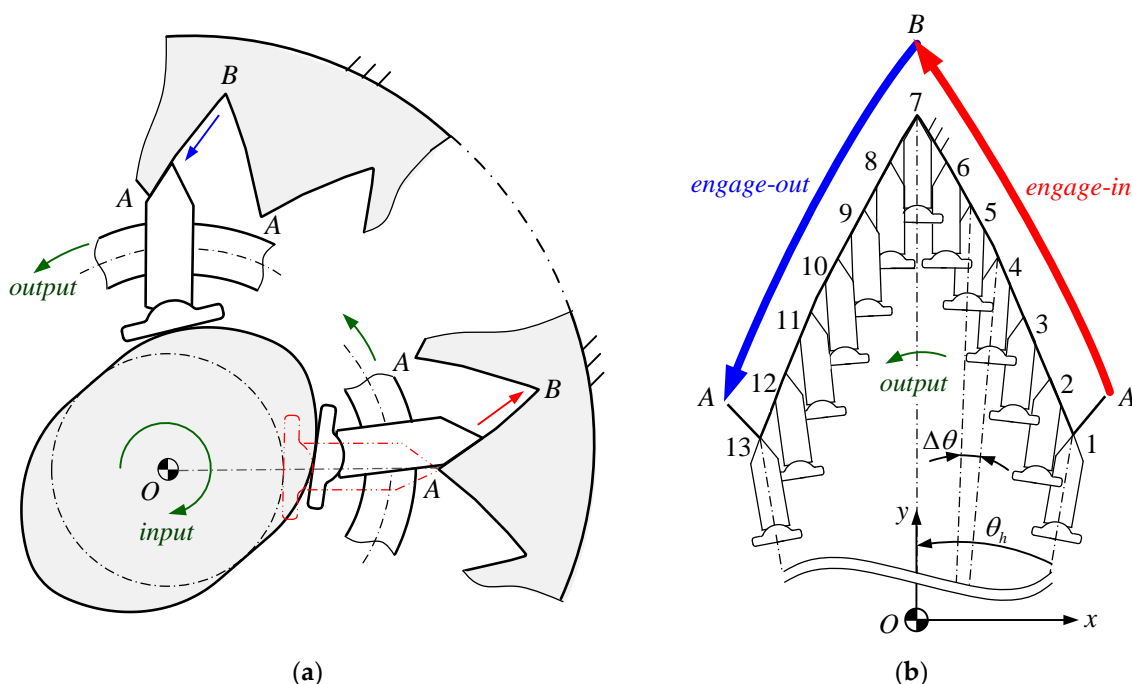 B
A
A
output
O
input
A
B
A
(a)
B
7
8
6
engage-out
engage-in
9
5
10
4
11
3
output
12
2
A
A
13
1
Δθ
y
θh
O
x
(b)